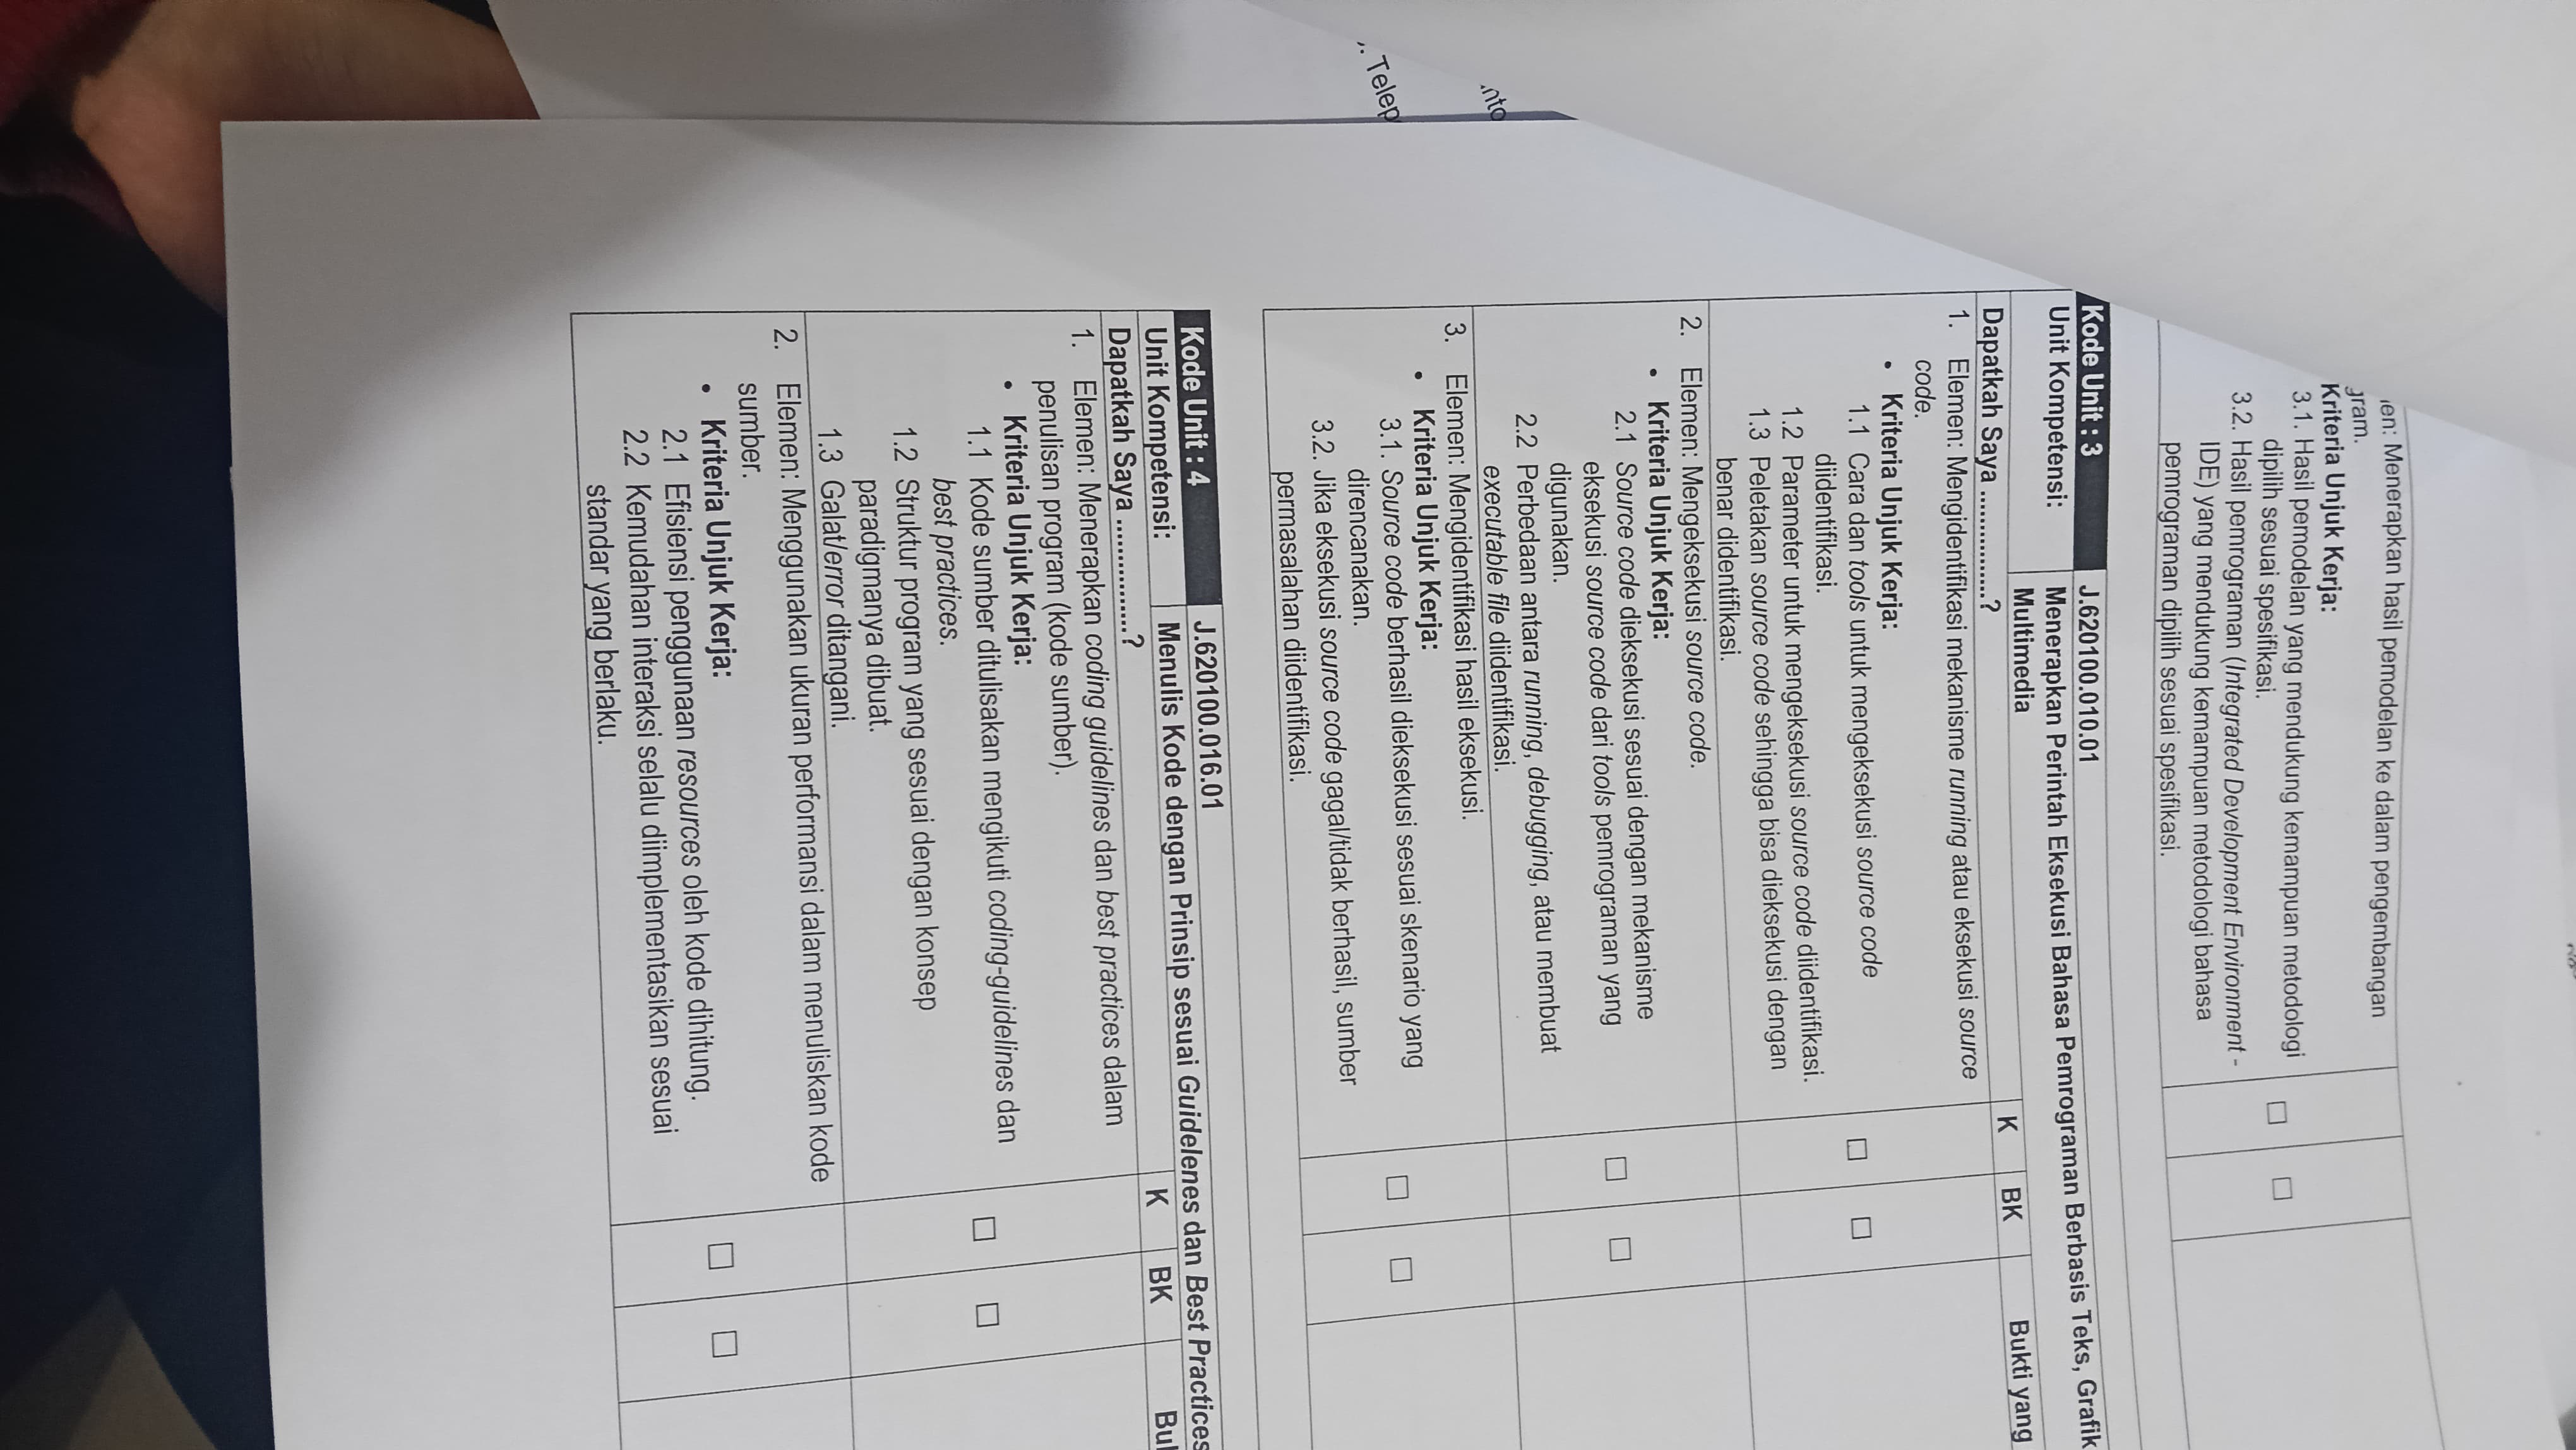 Telep
Menerapkan hasil pemodelan ke dalam pengembangan
Kriteria Unjuk Kerja:
3.1. Hasil pemodelan yang mendukung kemampuan metodologi
dipilih sesuai spesifikasi.
3.2. Hasil pemrograman (Integrated Development Environment -
IDE) yang mendukung kemampuan metodologi bahasa
pemrograman dipilih sesuai spesifikasi.
Kode Unit : 3 J.620100.010.01
Unit Kompetensi: Menerapkan Perintah Eksekusi Bahasa Pemrograman Berbasis Teks, Grafik
Multimedia
Dapatkah Saya ................? K BK Bukti yang
1. Elemen: Mengidentifikasi mekanisme running atau eksekusi source
code.
• Kriteria Unjuk Kerja:
1.1 Cara dan tools untuk mengeksekusi source code
diidentifikasi.
1.2 Parameter untuk mengeksekusi source code diidentifikasi.
1.3 Peletakan source code sehingga bisa dieksekusi dengan
benar didentifikasi.
2. Elemen: Mengeksekusi source code.
• Kriteria Unjuk Kerja:
2.1 Source code dieksekusi sesuai dengan mekanisme
eksekusi source code dari tools pemrograman yang
digunakan.
2.2 Perbedaan antara running, debugging, atau membuat
executable file diidentifikasi.
3. Elemen: Mengidentifikasi hasil eksekusi.
• Kriteria Unjuk Kerja:
3.1. Source code berhasil dieksekusi sesuai skenario yang
direncanakan.
3.2. Jika eksekusi source code gagal/tidak berhasil, sumber
permasalahan diidentifikasi.
Kode Unit : 4 J.620100.016.01
Unit Kompetensi: Menulis Kode dengan Prinsip sesuai Guidelenes dan Best Practices
Dapatkah Saya ................? K BK Bul
1. Elemen: Menerapkan coding guidelines dan best practices dalam
penulisan program (kode sumber).
• Kriteria Unjuk Kerja:
1.1 Kode sumber ditulisakan mengikuti coding-guidelines dan
best practices.
1.2 Struktur program yang sesuai dengan konsep
paradigmanya dibuat.
1.3 Galat/error ditangani.
2. Elemen: Menggunakan ukuran performansi dalam menuliskan kode
sumber.
• Kriteria Unjuk Kerja:
2.1 Efisiensi penggunaan resources oleh kode dihitung.
2.2 Kemudahan interaksi selalu diimplementasikan sesuai
standar yang berlaku.